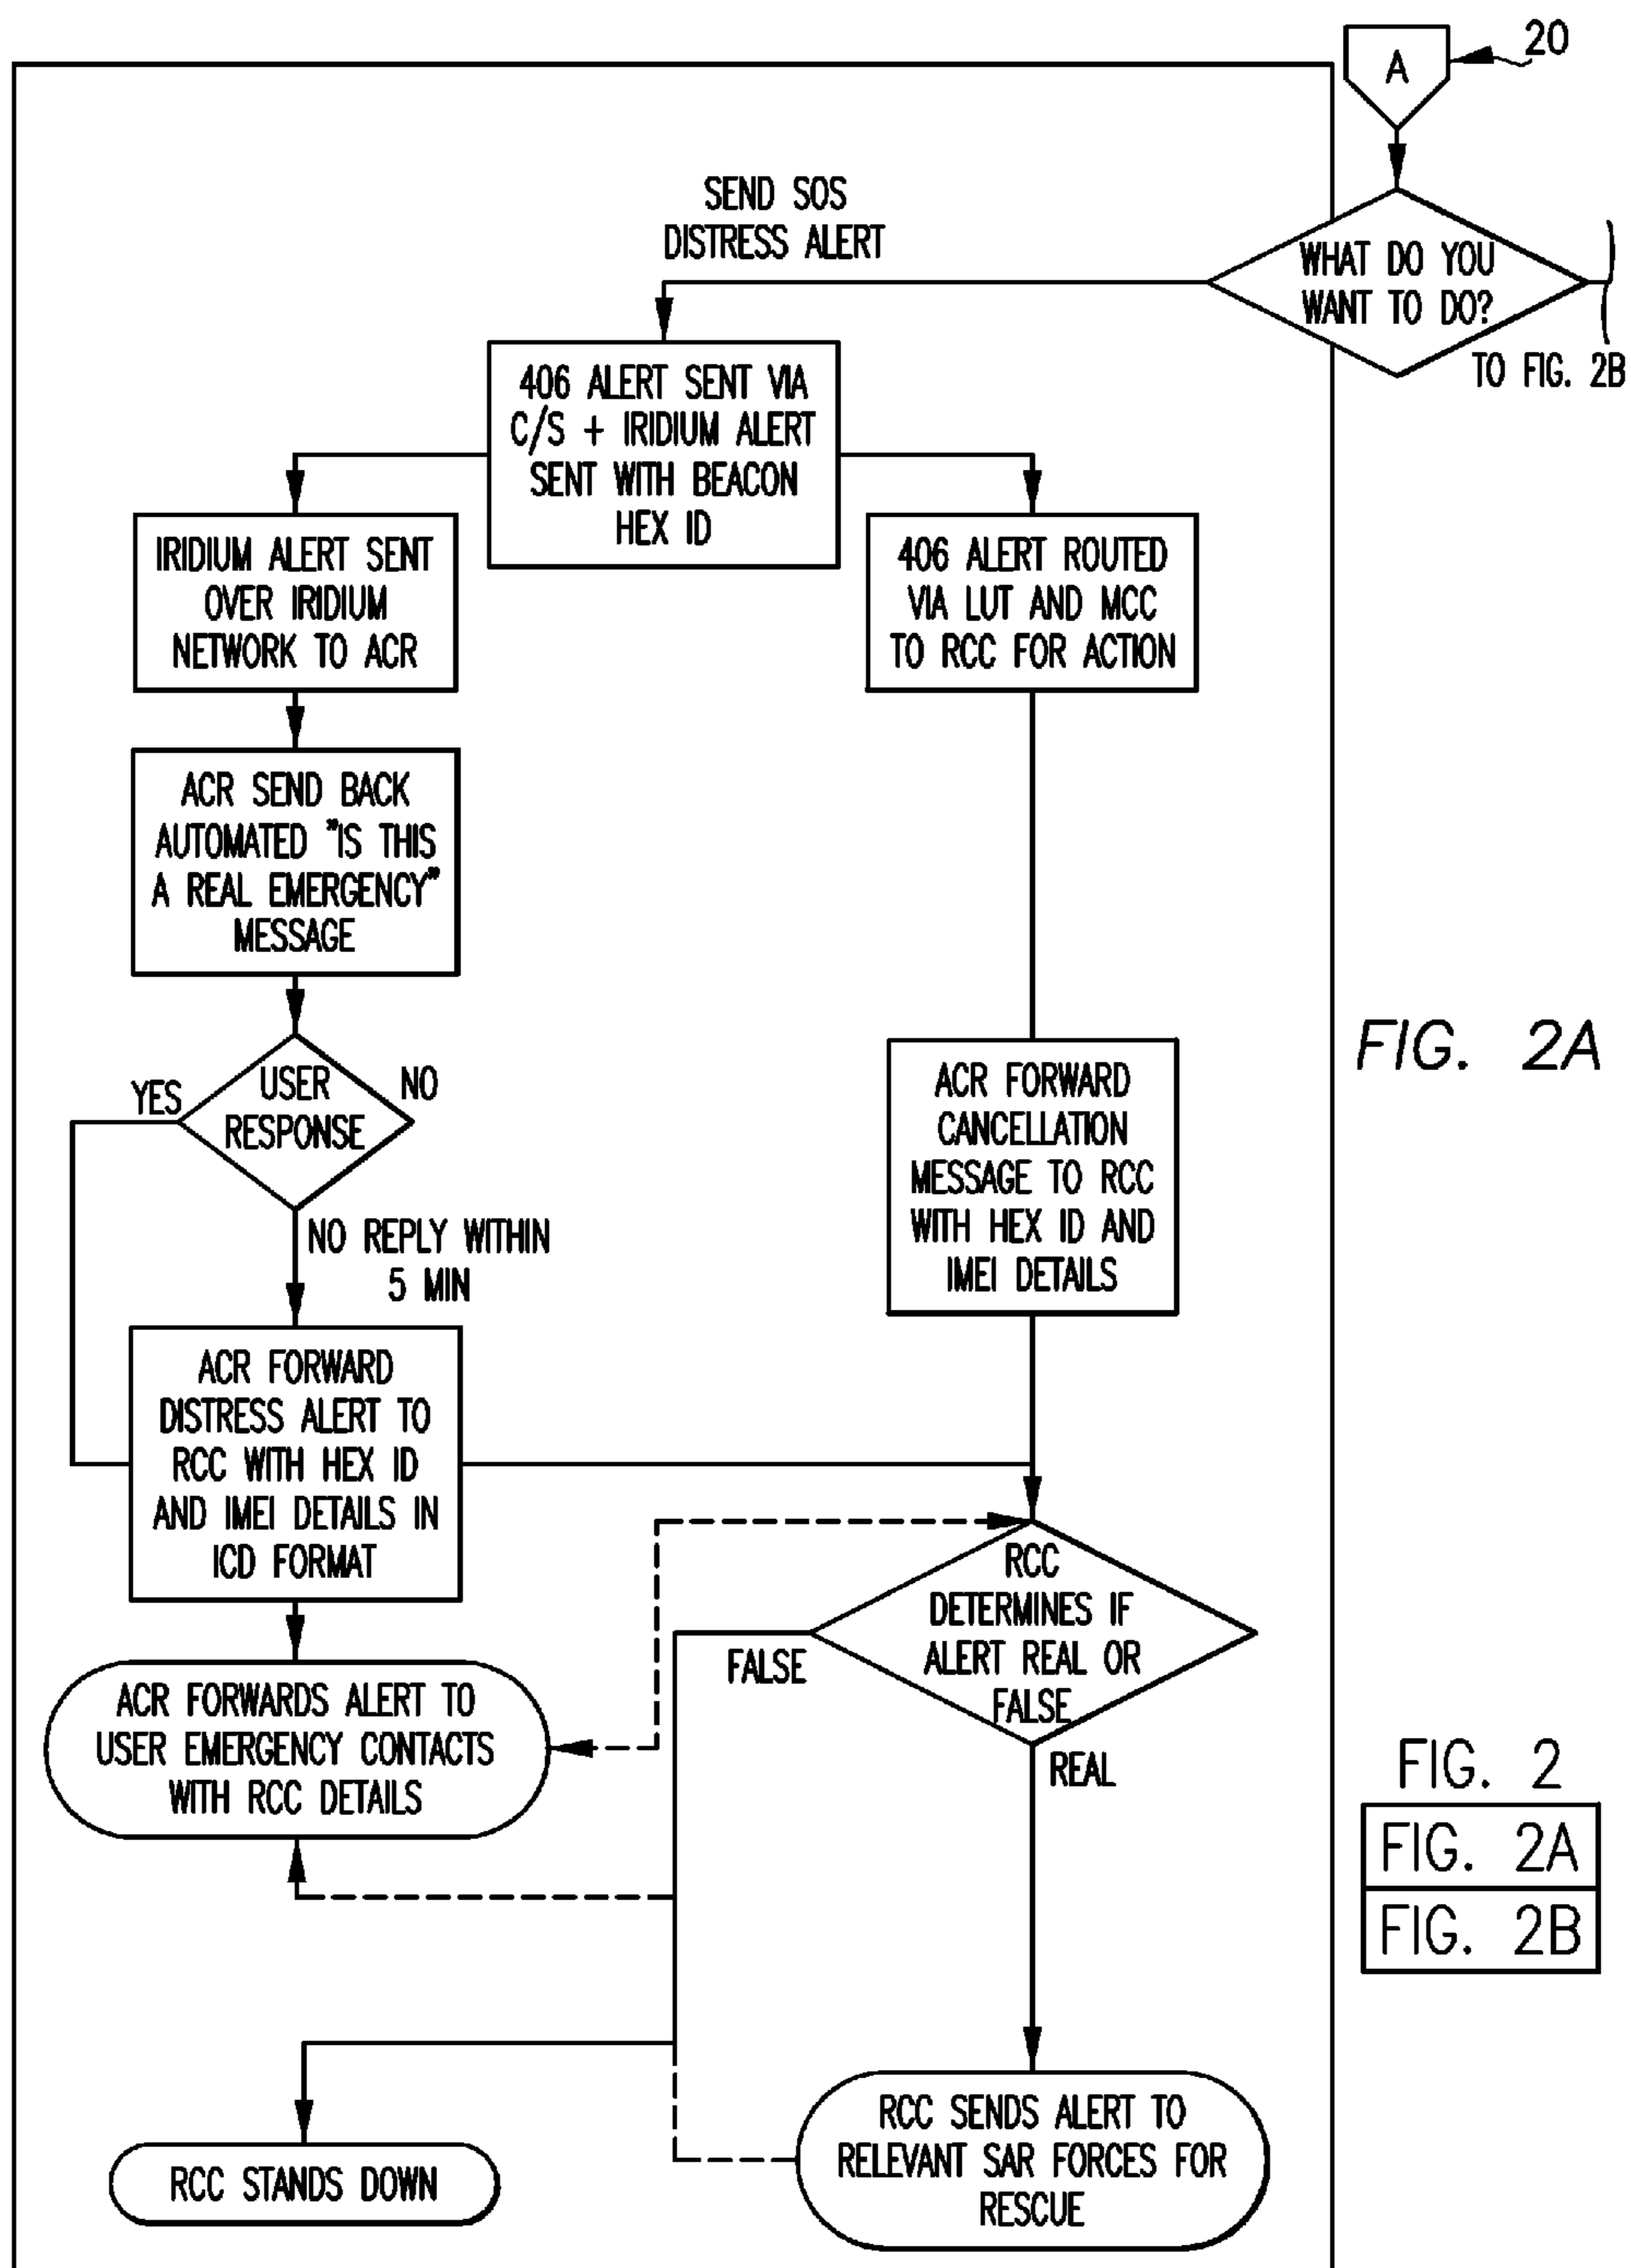 A
20
SEND SOS
DISTRESS ALERT
WHAT DO YOU
WANT TO DO?
TO FIG. 2B
406 ALERT SENT VIA
C/S + IRIDIUM ALERT
SENT WITH BEACON
HEX ID
IRIDIUM ALERT SENT
OVER IRIDIUM
NETWORK TO ACR
406 ALERT ROUTED
VIA LUT AND MCC
TO RCC FOR ACTION
ACR SEND BACK
AUTOMATED "IS THIS
A REAL EMERGENCY"
MESSAGE
YES
USER
RESPONSE
NO
NO REPLY WITHIN
5 MIN
ACR FORWARD
CANCELLATION
MESSAGE TO RCC
WITH HEX ID AND
IMEI DETAILS
FIG. 2A
ACR FORWARD
DISTRESS ALERT TO
RCC WITH HEX ID
AND IMEI DETAILS IN
ICD FORMAT
RCC
DETERMINES IF
ALERT REAL OR
FALSE
FALSE
REAL
ACR FORWARDS ALERT TO
USER EMERGENCY CONTACTS
WITH RCC DETAILS
FIG. 2
FIG. 2A
FIG. 2B
RCC STANDS DOWN
RCC SENDS ALERT TO
RELEVANT SAR FORCES FOR
RESCUE